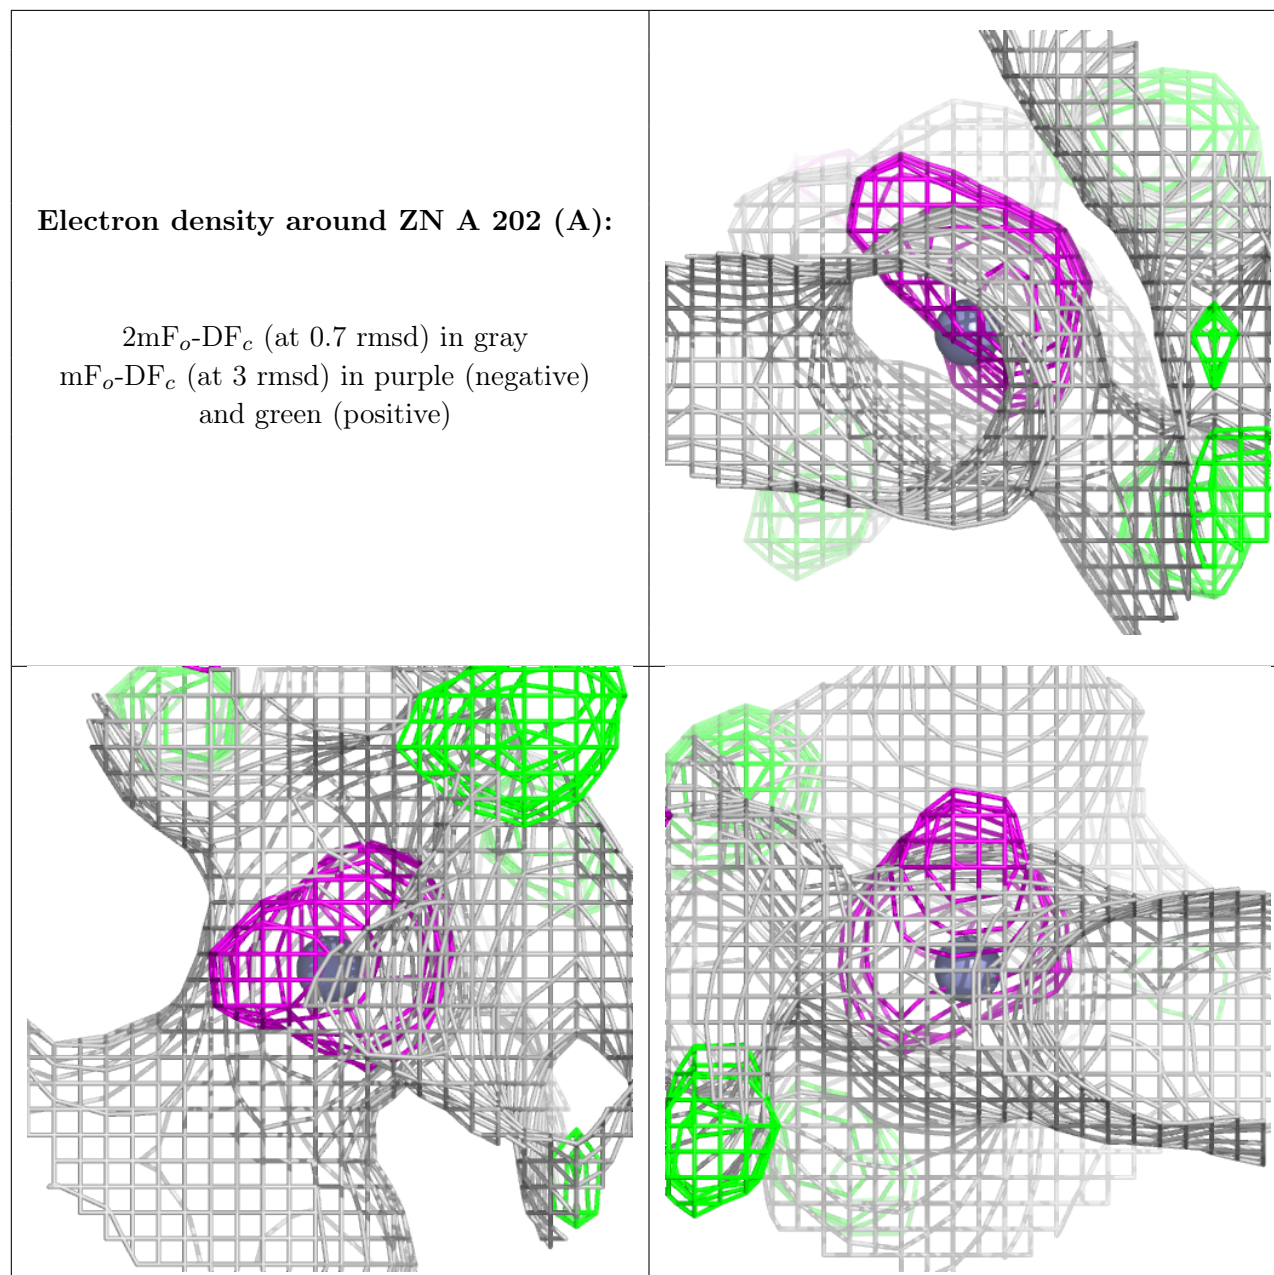 Electron density around ZN A 202 (A):
2mFo-DFc (at 0.7 rmsd) in gray
mFo-DFc (at 3 rmsd) in purple (negative)
and green (positive)